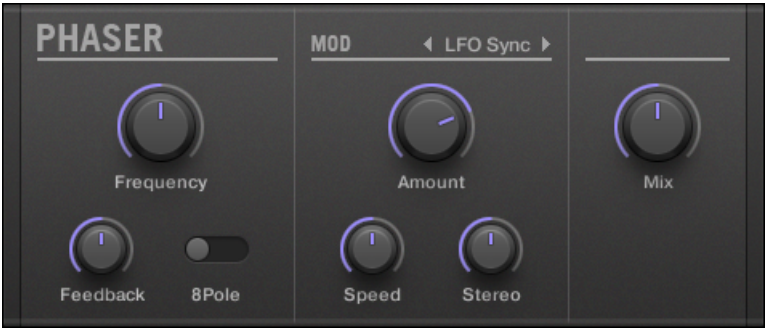 PHASER
Frequency
Feedback
8Pole
MOD
LFO Sync
Amount
Speed
Stereo
Mix